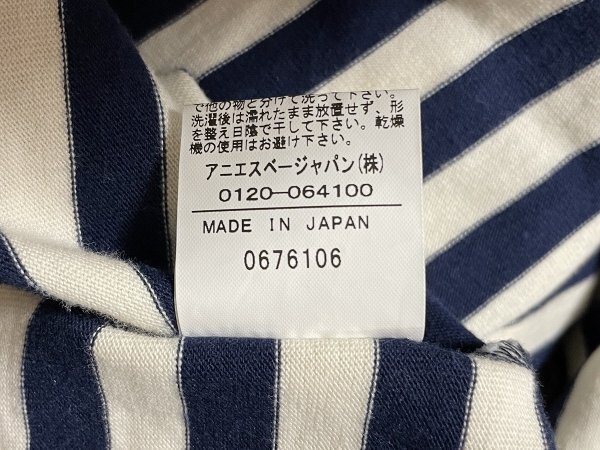 で他の物と分けて洗って下さい。
洗濯後は濡れたまま放置せず、形
を整え日陰で干して下さい。乾燥
機の使用はお避け下さい。
アニエスベージャパン(株)
0120-064100
MADE IN JAPAN
0676106